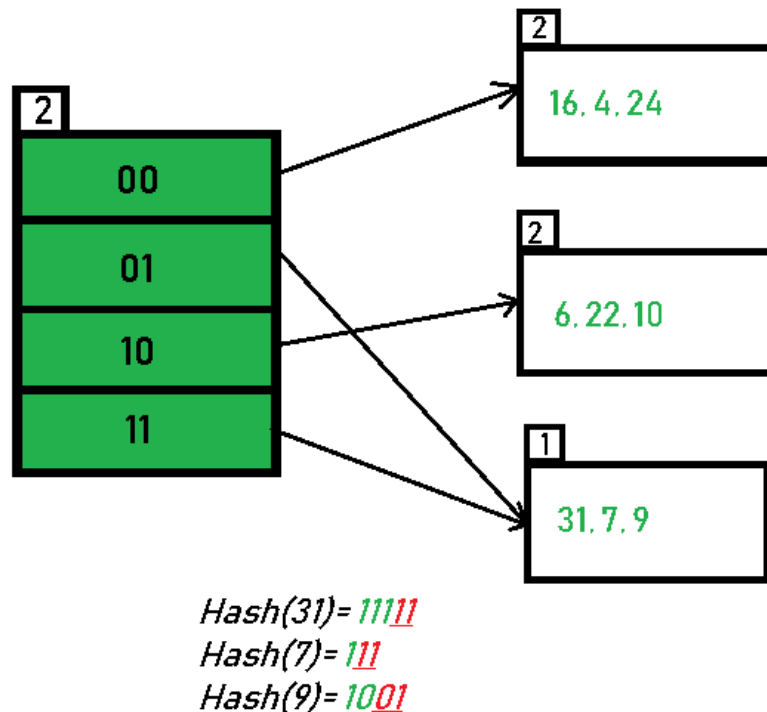 2
00
01
10
11
2
16, 4, 24
2
6, 22, 10
1
31, 7, 9
Hash(31)= 11111
Hash(7)= 111
Hash(9)= 1001